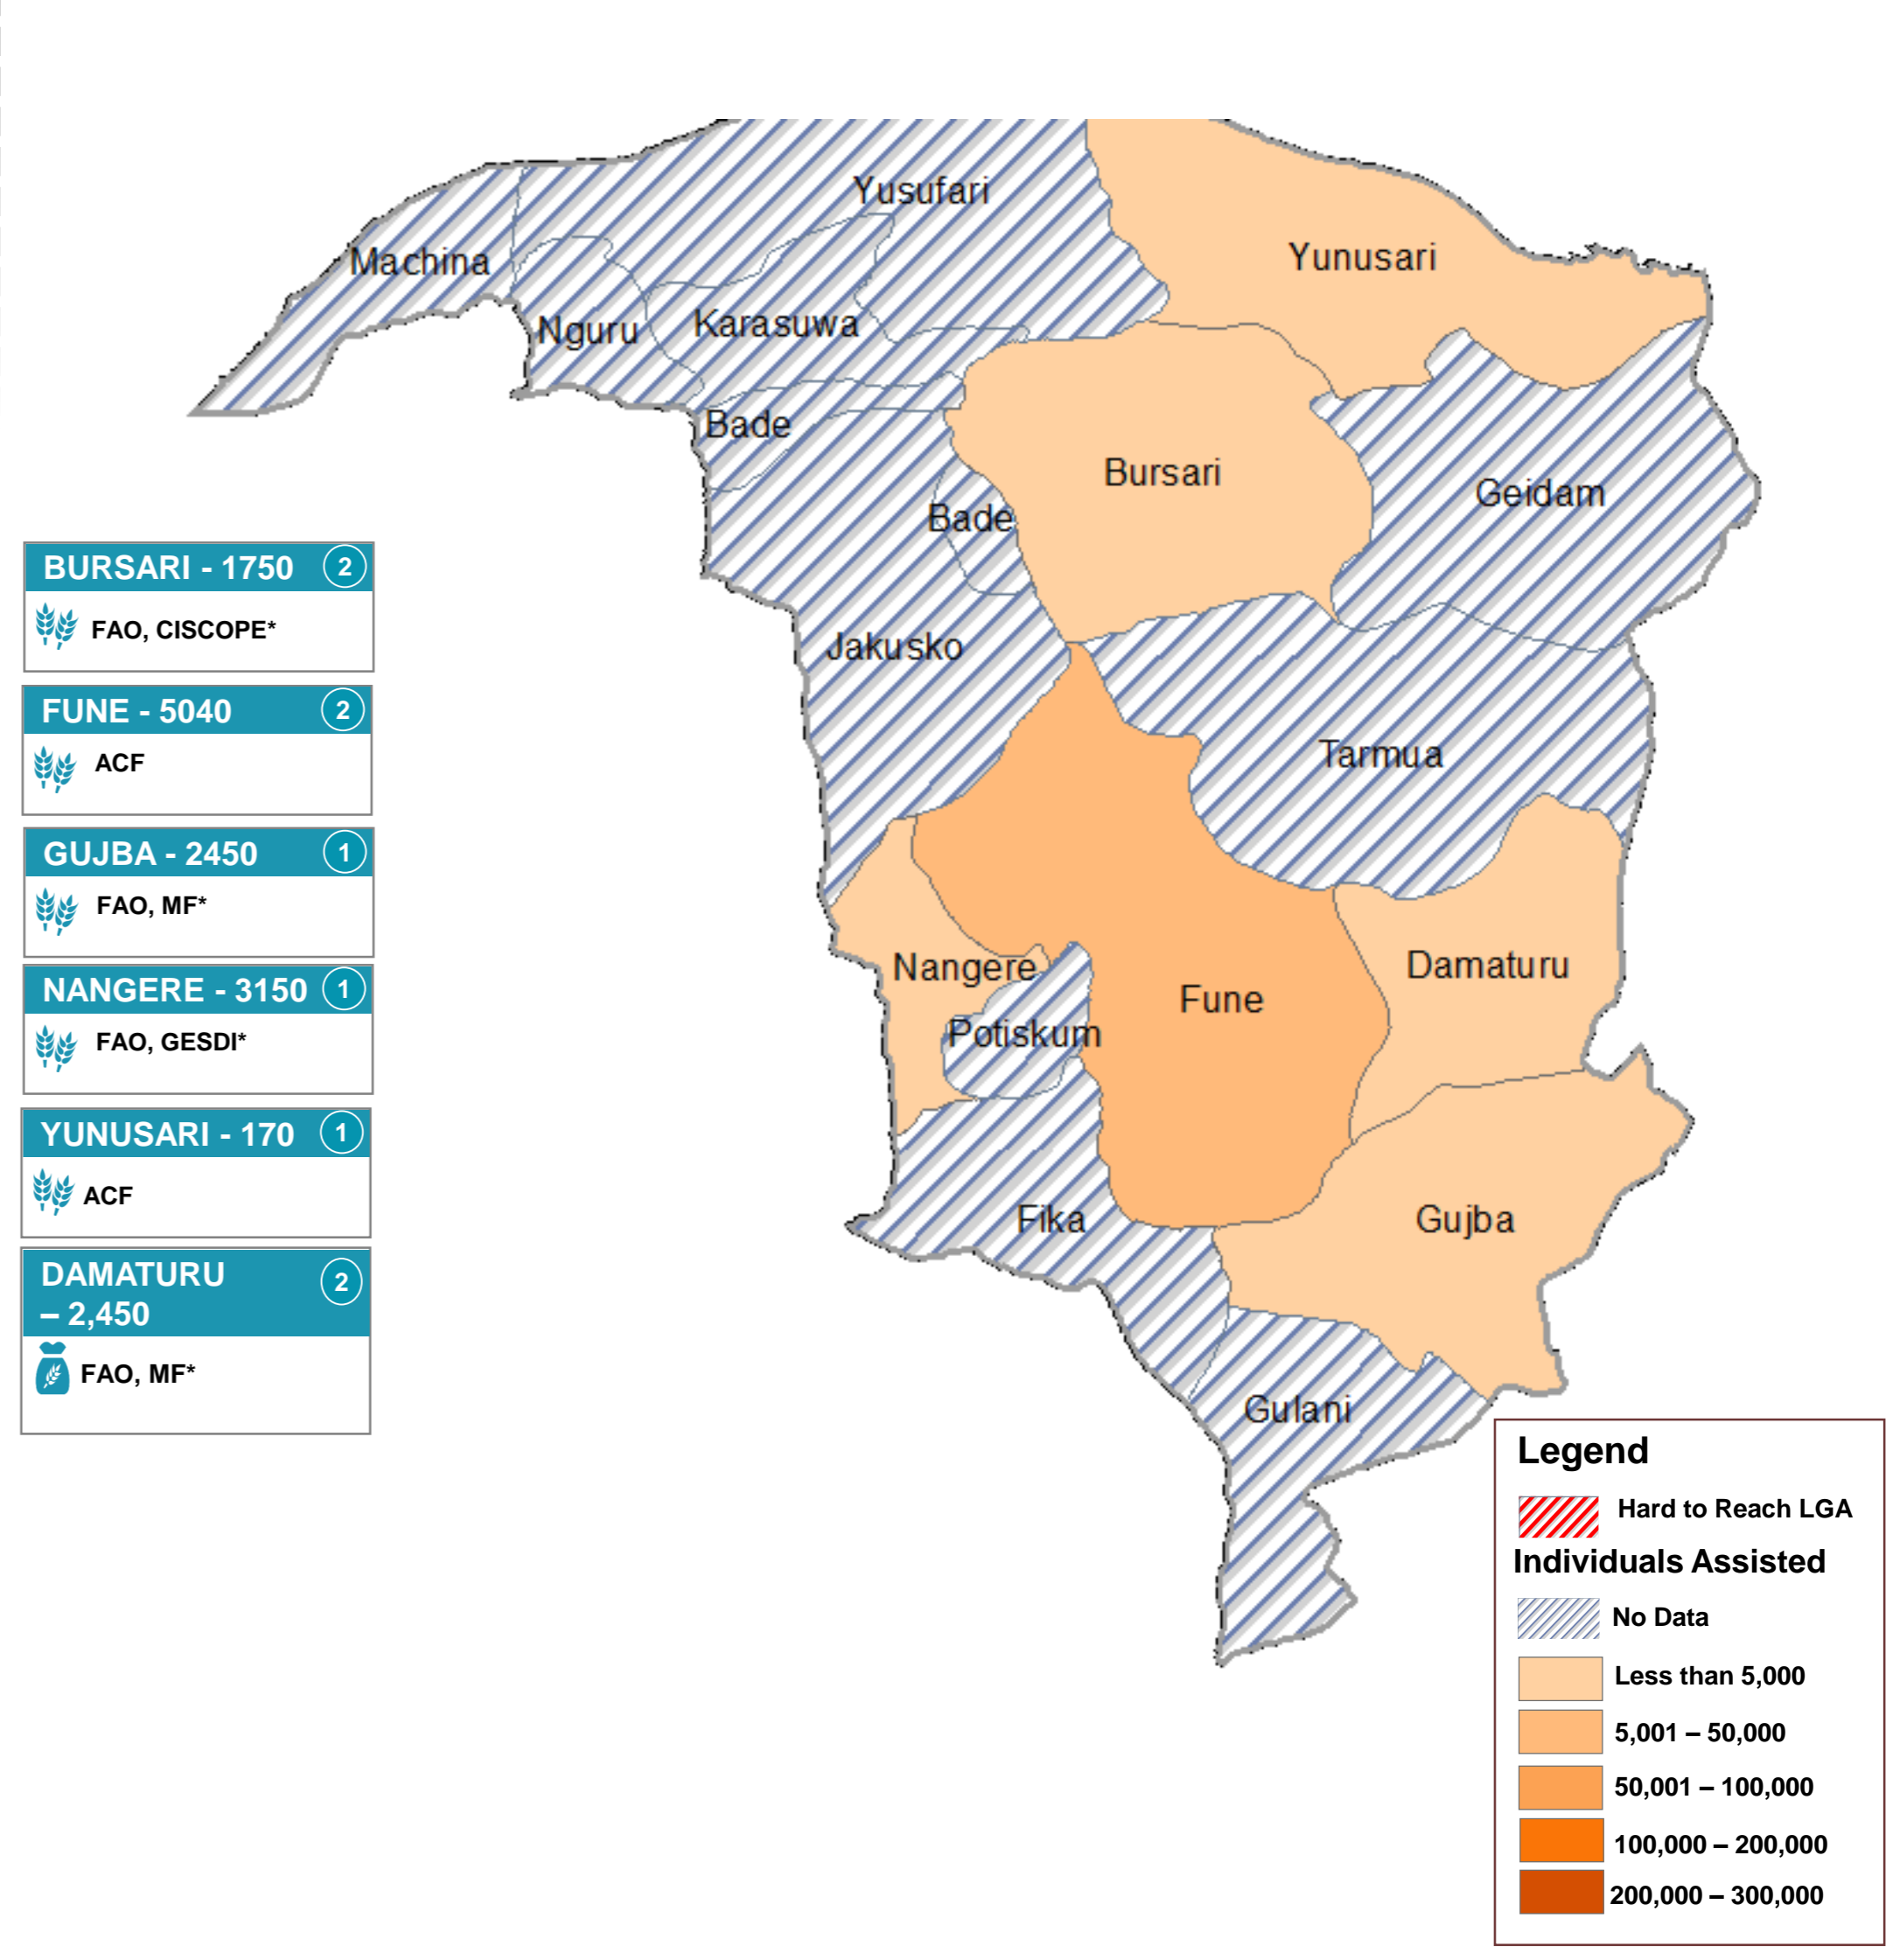 Yusufari
Yunusari
Machina
Nguru
Karasuwa
Bade
Bursari
Geidam
Bade
Jakusko
Tarmua
Nangere
Damaturu
Fune
Potiskum
Fika
Gujba
Gulani
BURSARI - 1750 2
FAO, CISCOPE*
FUNE - 5040 2
ACF
GUJBA - 2450 1
FAO, MF*
NANGERE - 3150 1
FAO, GESDI*
YUNUSARI - 170 1
ACF
DAMATURU 2
– 2,450
FAO, MF*
Legend
Hard to Reach LGA
Individuals Assisted
No Data
Less than 5,000
5,001 – 50,000
50,001 – 100,000
100,000 – 200,000
200,000 – 300,000